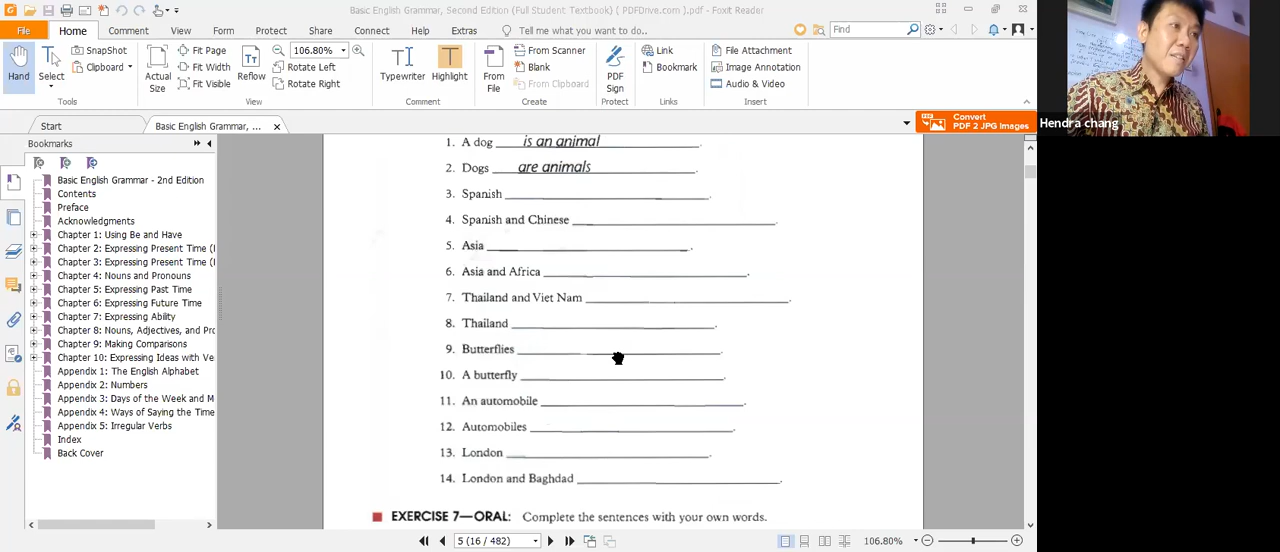 Basic English Grammar, Second Edition (Full Student Textbook) ( PDFDrive.com ).pdf - Foxit Reader
File Home Comment View Form Protect Share Connect Help Extras Tell me what you want to do.. Find
SnapShot Fit Page 106.80% From Scanner Link File Attachment
Clipboard Fit Width Rotate Left Blank Bookmark Image Annotation
Fit Visible Rotate Right From Clipboard Audio & Video
Hand Select Actual Size Reflow Typewriter Highlight From File PDF Sign
Tools View Comment Create Protect Links Insert
Hendra chang
Start Basic English Grammar, ... Convert
PDF 2 JPG Images
Bookmarks
Basic English Grammar - 2nd Edition
Contents
Preface
Acknowledgments
Chapter 1: Using Be and Have
Chapter 2: Expressing Present Time (I
Chapter 3: Expressing Present Time (I
Chapter 4: Nouns and Pronouns
Chapter 5: Expressing Past Time
Chapter 6: Expressing Future Time
Chapter 7: Expressing Ability
Chapter 8: Nouns, Adjectives, and Pro
Chapter 9: Making Comparisons
Chapter 10: Expressing Ideas with Ve
Appendix 1: The English Alphabet
Appendix 2: Numbers
Appendix 3: Days of the Week and M
Appendix 4: Ways of Saying the Time
Appendix 5: Irregular Verbs
Index
Back Cover
1. A dog is an animal.
2. Dogs are animals.
3. Spanish .
4. Spanish and Chinese .
5. Asia .
6. Asia and Africa .
7. Thailand and Viet Nam .
8. Thailand .
9. Butterflies .
10. A butterfly .
11. An automobile .
12. Automobiles .
13. London .
14. London and Baghdad .
EXERCISE 7—ORAL: Complete the sentences with your own words.
5 (16 / 482) 106.80%